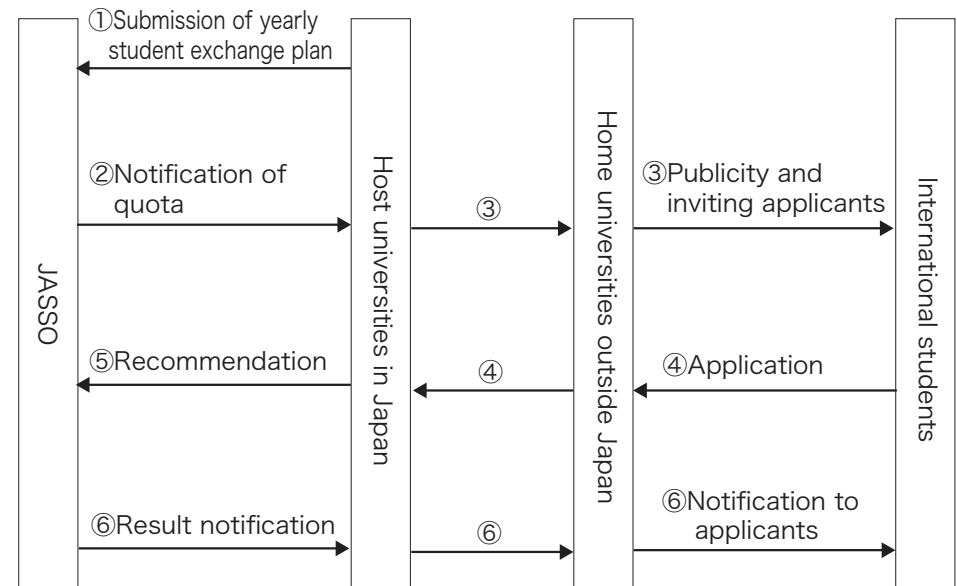 ①Submission of yearly
student exchange plan
②Notification of
quota
③
③Publicity and
inviting applicants
JASSO
Host universities in Japan
Home universities outside Japan
International students
⑤Recommendation
④
④Application
⑥Result notification
⑥
⑥Notification to
applicants